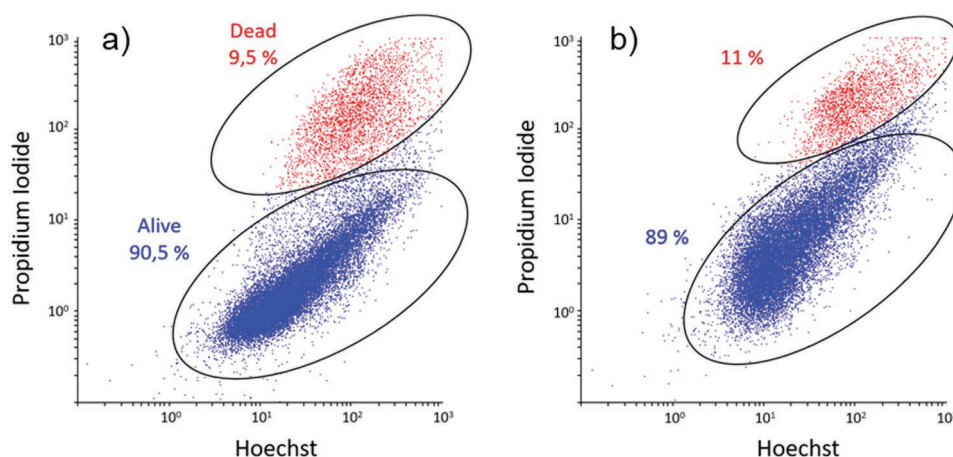 a)
Dead
9,5 %
Alive
90,5 %
10³
10²
10¹
10⁰
Propidium Iodide
10⁰ 10¹ 10² 10³
Hoechst
b)
11 %
89 %
10³
10²
10¹
10⁰
Propidium Iodide
10⁰ 10¹ 10² 10
Hoechst